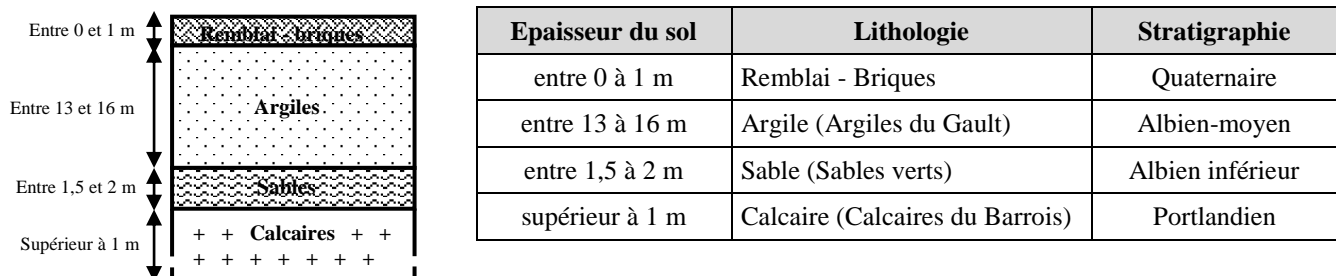 Entre 0 et 1 m
Remblai - briques
Entre 13 et 16 m
Argiles
Entre 1,5 et 2 m
Sables
Supérieur à 1 m
Calcaires
Epaisseur du sol Lithologie Stratigraphie
entre 0 à 1 m Remblai - Briques Quaternaire
entre 13 à 16 m Argile (Argiles du Gault) Albien-moyen
entre 1,5 à 2 m Sable (Sables verts) Albien inférieur
supérieur à 1 m Calcaire (Calcaires du Barrois) Portlandien